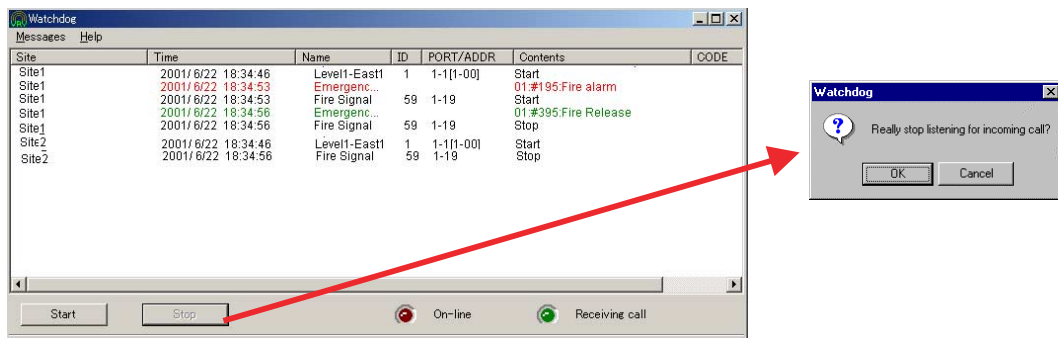 Watchdog
Messages Help
Site Time Name ID PORT/ADDR Contents CODE
Site1 2001/ 6/22 18:34:46 Level1-East1 1 1-1[1-00] Start
Site1 2001/ 6/22 18:34:53 Emergenc... 01:#195:Fire alarm
Site1 2001/ 6/22 18:34:53 Fire Signal 59 1-19 Start
Site1 2001/ 6/22 18:34:56 Emergenc... 01:#395:Fire Release
Site1 2001/ 6/22 18:34:56 Fire Signal 59 1-19 Stop
Site2 2001/ 6/22 18:34:46 Level1-East1 1 1-1[1-00] Start
Site2 2001/ 6/22 18:34:56 Fire Signal 59 1-19 Stop
Start Stop On-line Receiving call
Watchdog
Really stop listening for incoming call?
OK Cancel